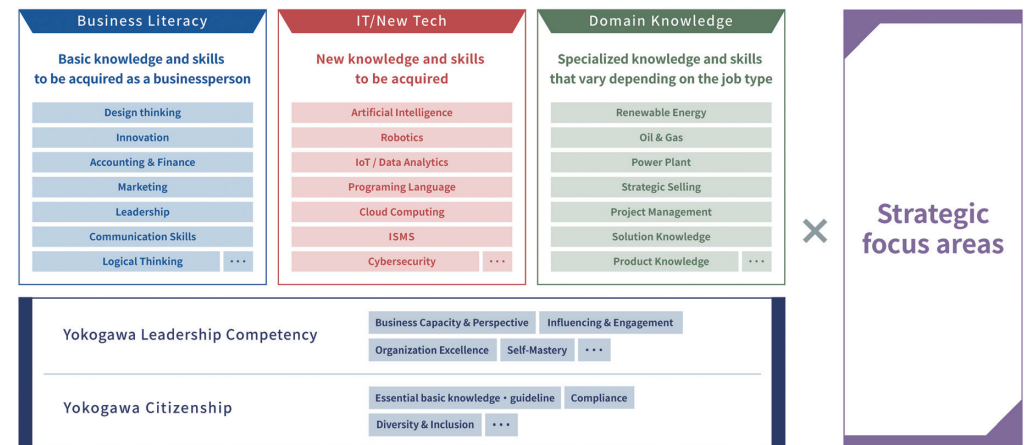 Business Literacy
Basic knowledge and skills
to be acquired as a businessperson
Design thinking
Innovation
Accounting & Finance
Marketing
Leadership
Communication Skills
Logical Thinking
•••
IT/New Tech
New knowledge and skills
to be acquired
Artificial Intelligence
Robotics
IoT / Data Analytics
Programing Language
Cloud Computing
ISMS
Cybersecurity
•••
Domain Knowledge
Specialized knowledge and skills
that vary depending on the job type
Renewable Energy
Oil & Gas
Power Plant
Strategic Selling
Project Management
Solution Knowledge
Product Knowledge
•••
×
Strategic
focus areas
Yokogawa Leadership Competency
Business Capacity & Perspective
Influencing & Engagement
Organization Excellence
Self-Mastery
•••
Yokogawa Citizenship
Essential basic knowledge・guideline
Compliance
Diversity & Inclusion
•••